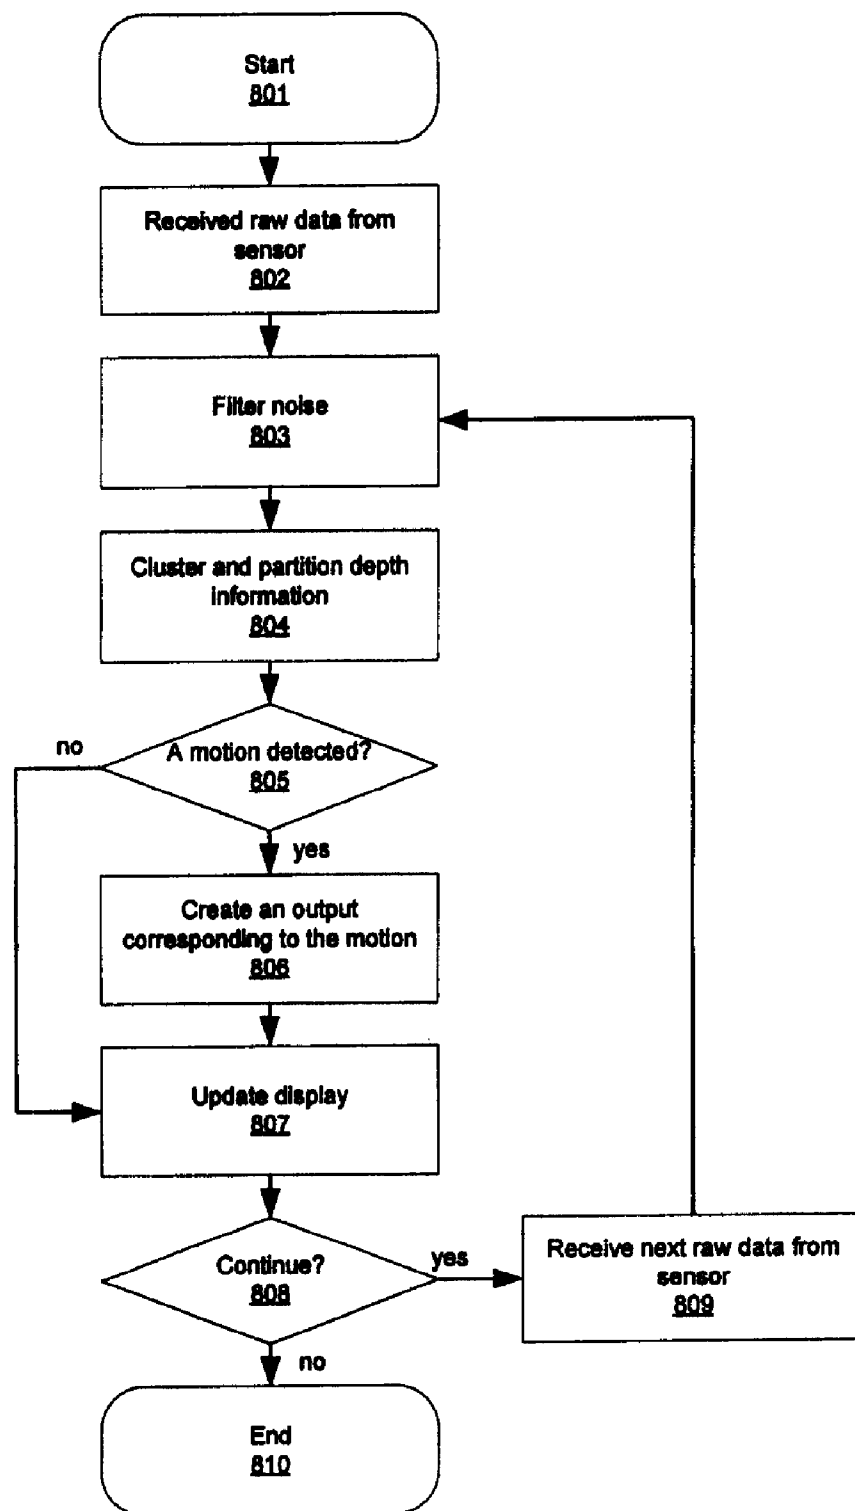 Start
801
Received raw data from
sensor
802
Filter noise
803
Cluster and partition depth
information
804
no
A motion detected?
805
yes
Create an output
corresponding to the motion
806
Update display
807
Continue?
808
yes
Receive next raw data from
sensor
809
no
End
810